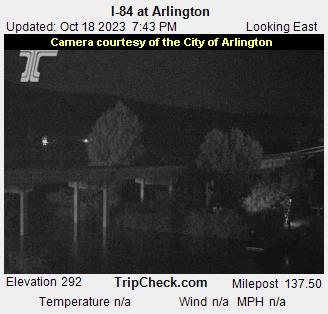 I-84 at Arlington
Updated: Oct 18 2023 7:43 PM Looking East
Camera courtesy of the City of Arlington
Elevation 292 TripCheck.com Milepost 137.50
Temperature n/a Wind n/a MPH n/a